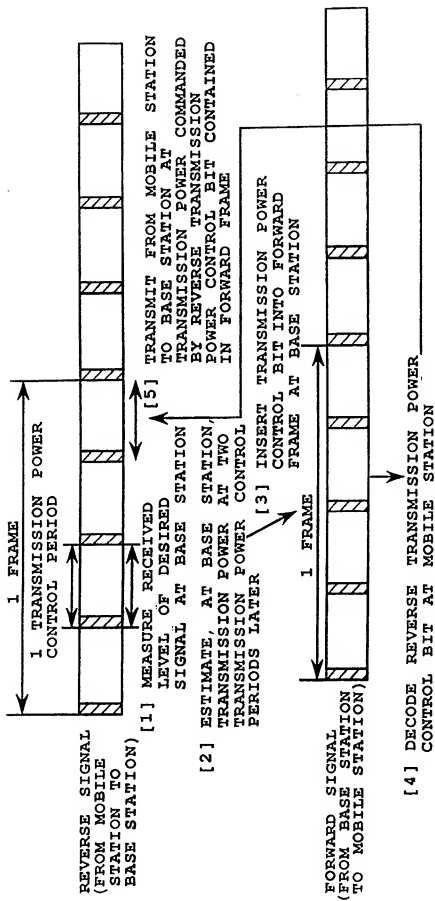 REVERSE SIGNAL
(FROM MOBILE
STATION TO
BASE STATION)
1 FRAME
1 TRANSMISSION POWER
CONTROL PERIOD
[1] MEASURE RECEIVED
LEVEL OF DESIRED
SIGNAL AT BASE STATION
[2] ESTIMATE, AT BASE STATION,
TRANSMISSION POWER AT TWO
TRANSMISSION POWER CONTROL
PERIODS LATER
[5] TRANSMIT FROM MOBILE STATION
TO BASE STATION AT
TRANSMISSION POWER COMMANDED
BY REVERSE TRANSMISSION
POWER CONTROL BIT CONTAINED
IN FORWARD FRAME
[3] INSERT TRANSMISSION POWER
CONTROL BIT INTO FORWARD
FRAME AT BASE STATION
1 FRAME
FORWARD SIGNAL
(FROM BASE STATION
TO MOBILE STATION)
[4] DECODE REVERSE TRANSMISSION POWER
CONTROL BIT AT MOBILE STATION